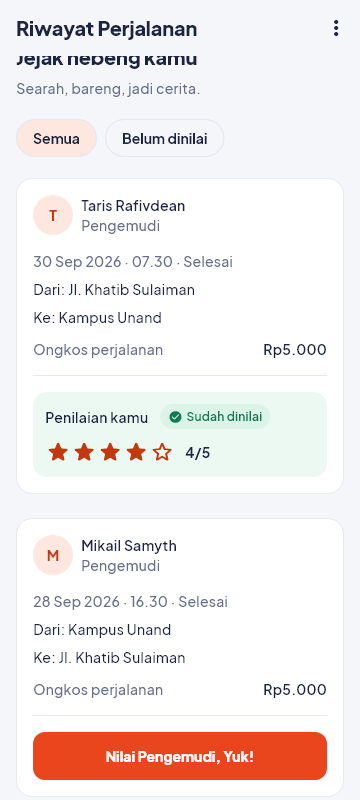 Riwayat Perjalanan
Jejak nebeng kamu
Searah, bareng, jadi cerita.
Semua
Belum dinilai
T
Taris Rafivdean
Pengemudi
30 Sep 2026 · 07.30 · Selesai
Dari: Jl. Khatib Sulaiman
Ke: Kampus Unand
Ongkos perjalanan
Rp5.000
Penilaian kamu
Sudah dinilai
4/5
M
Mikail Samyth
Pengemudi
28 Sep 2026 · 16.30 · Selesai
Dari: Kampus Unand
Ke: Jl. Khatib Sulaiman
Ongkos perjalanan
Rp5.000
Nilai Pengemudi, Yuk!